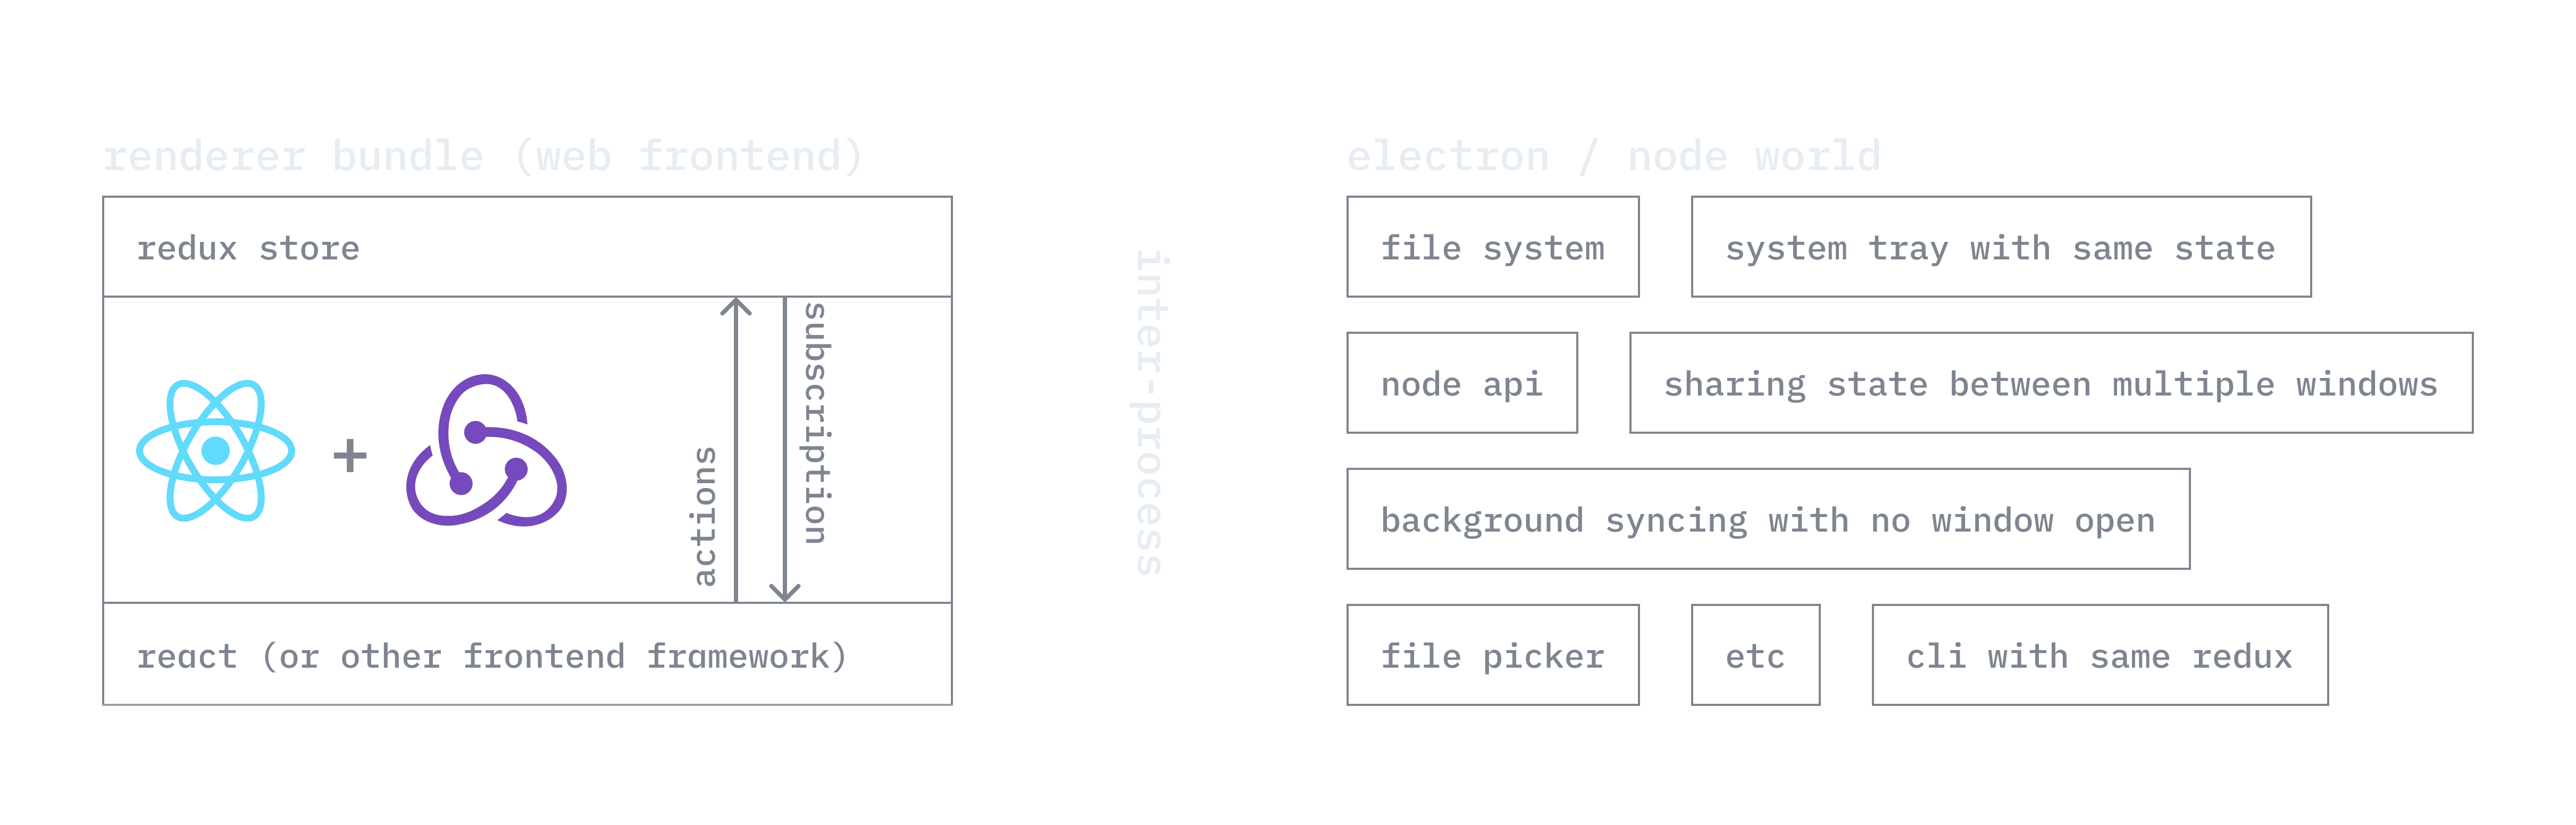 renderer bundle (web frontend)
redux store
+
actions
subscription
react (or other frontend framework)
inter-process
electron / node world
file system
system tray with same state
node api
sharing state between multiple windows
background syncing with no window open
file picker
etc
cli with same redux